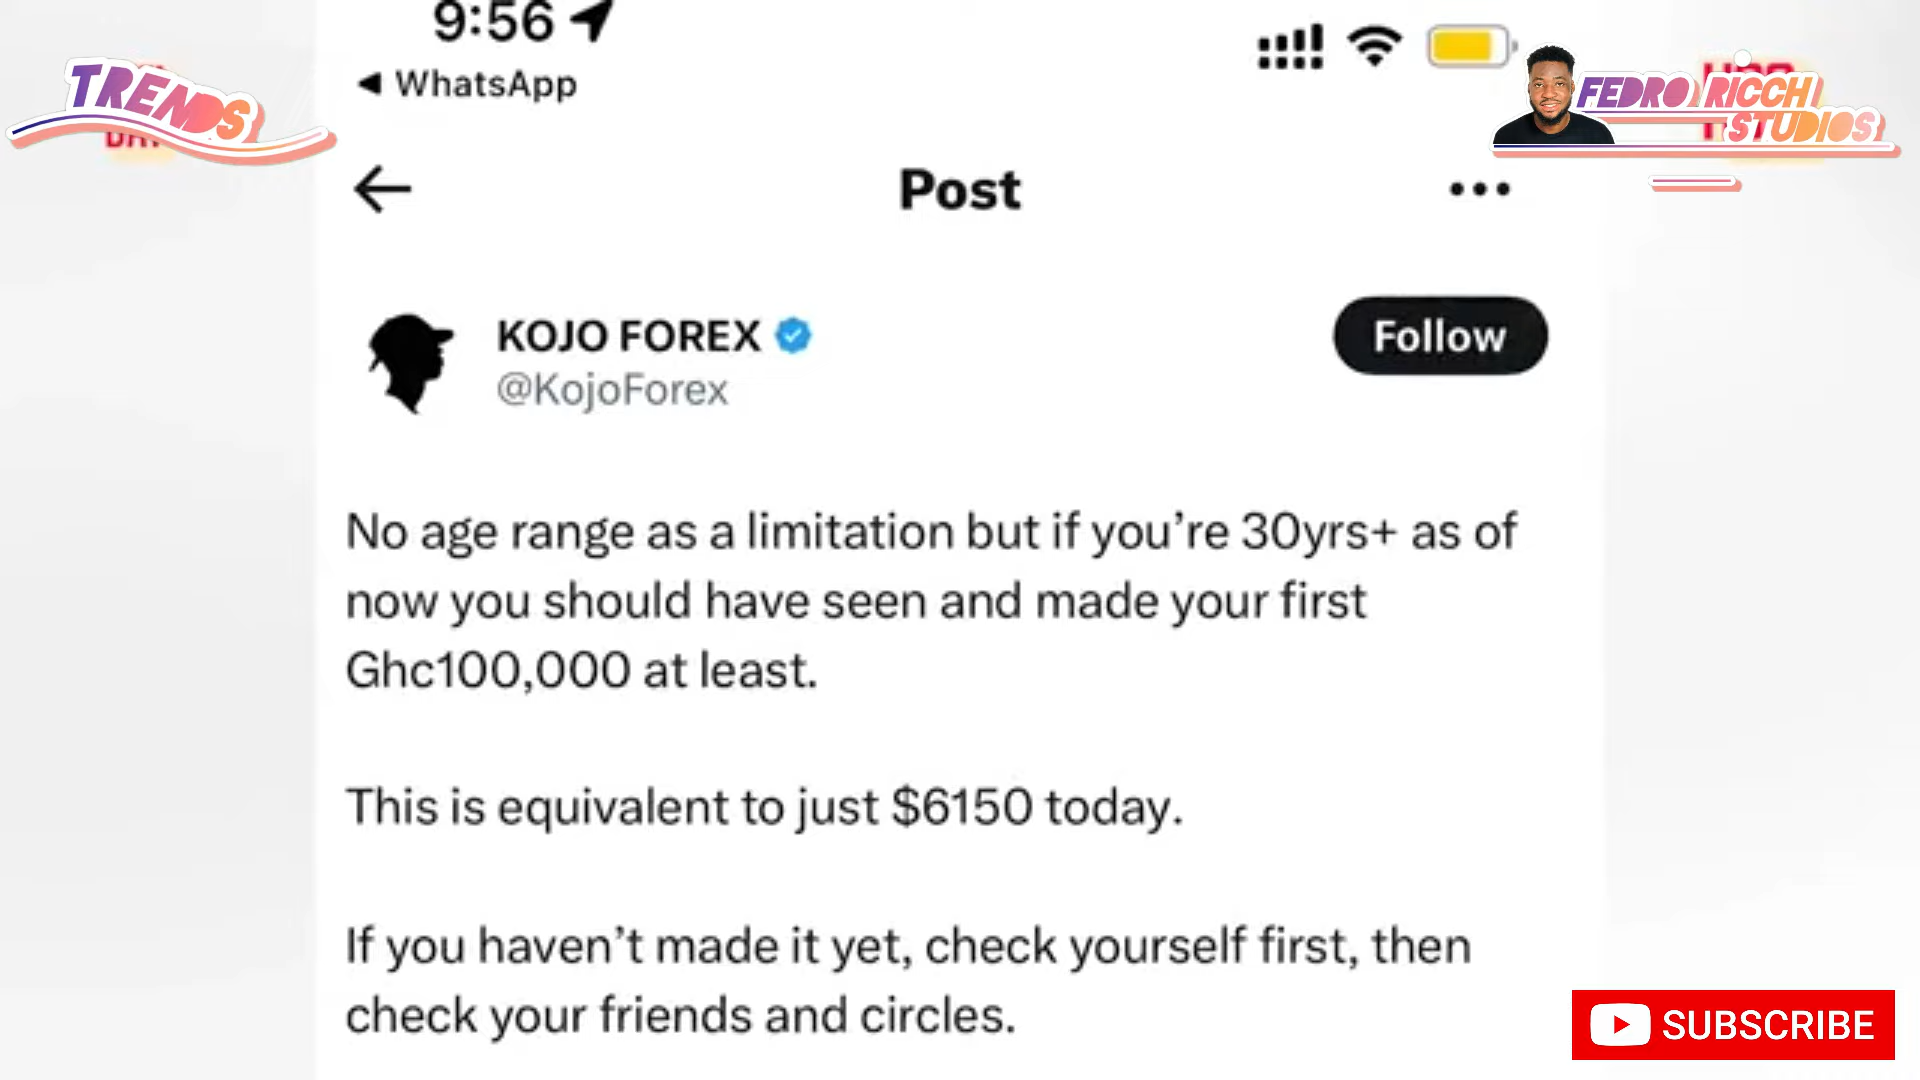 9:56
WhatsApp
TRENDS
FEDRO RICCH
STUDIOS
Post
KOJO FOREX
Follow
@KojoForex
No age range as a limitation but if you’re 30yrs+ as of
now you should have seen and made your first
Ghc100,000 at least.
This is equivalent to just $6150 today.
If you haven’t made it yet, check yourself first, then
check your friends and circles.
SUBSCRIBE